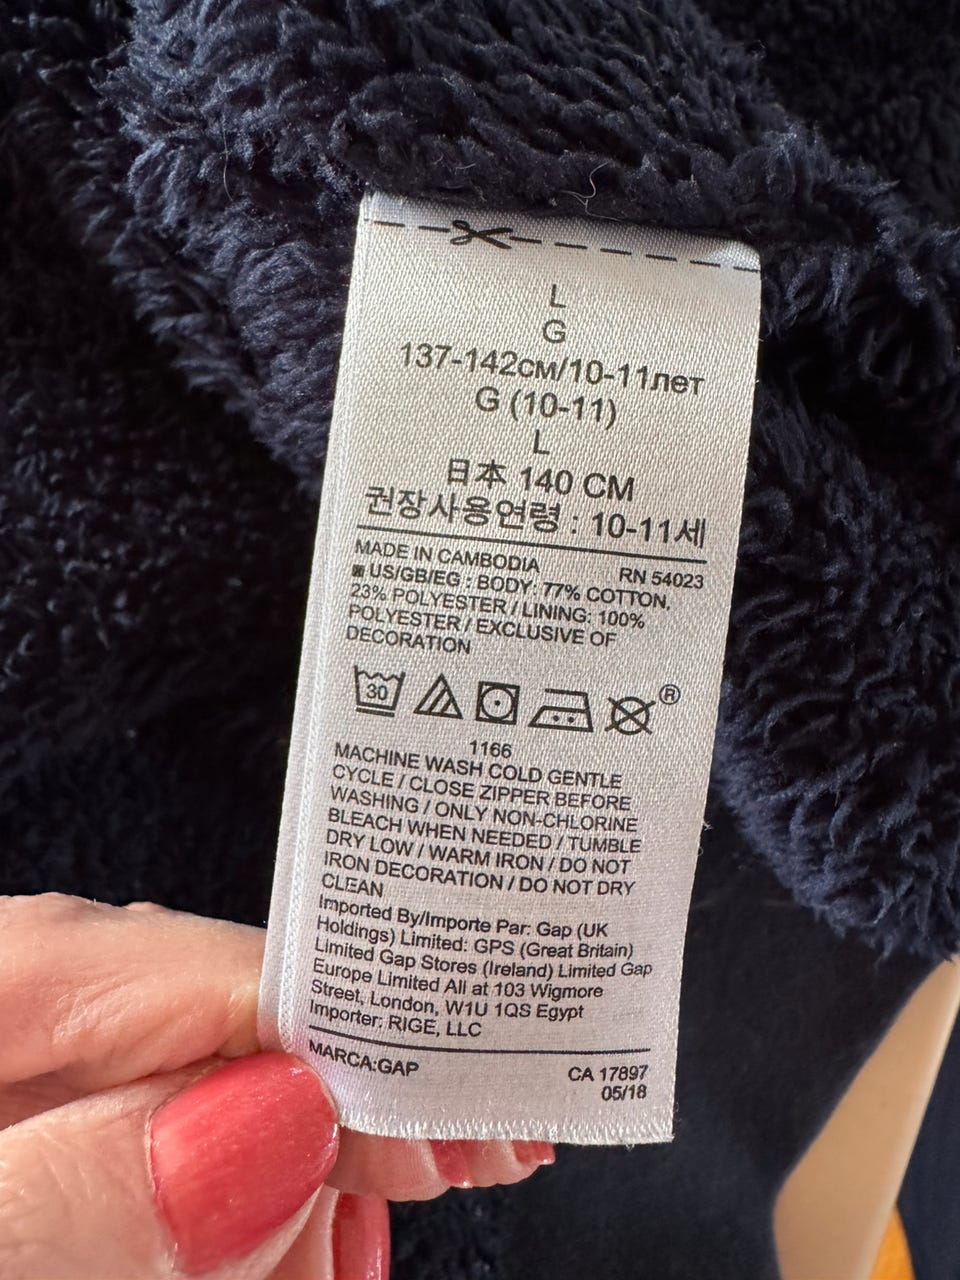 L
G
137-142см/10-11лет
G (10-11)
L
日本 140 CM
권장사용연령 : 10-11세
MADE IN CAMBODIA
RN 54023
US/GB/EG : BODY: 77% COTTON,
23% POLYESTER / LINING: 100%
POLYESTER / EXCLUSIVE OF
DECORATION
30
®
1166
MACHINE WASH COLD GENTLE
CYCLE / CLOSE ZIPPER BEFORE
WASHING / ONLY NON-CHLORINE
BLEACH WHEN NEEDED / TUMBLE
DRY LOW / WARM IRON / DO NOT
IRON DECORATION / DO NOT DRY
CLEAN
Imported By/Importe Par: Gap (UK
Holdings) Limited: GPS (Great Britain)
Limited Gap Stores (Ireland) Limited Gap
Europe Limited All at 103 Wigmore
Street, London, W1U 1QS Egypt
Importer: RIGE, LLC
MARCA:GAP
CA 17897
05/18